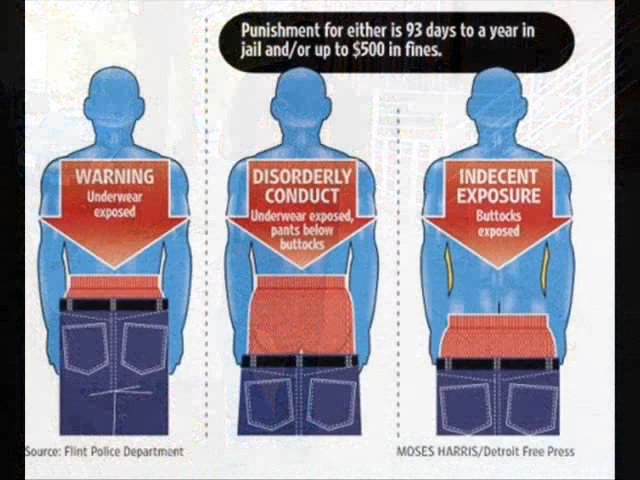 Punishment for either is 93 days to a year in
jail and/or up to $500 in fines.
WARNING
Underwear
exposed
DISORDERLY
CONDUCT
Underwear exposed,
pants below
buttocks
INDECENT
EXPOSURE
Buttocks
exposed
Source: Flint Police Department
MOSES HARRIS/Detroit Free Press